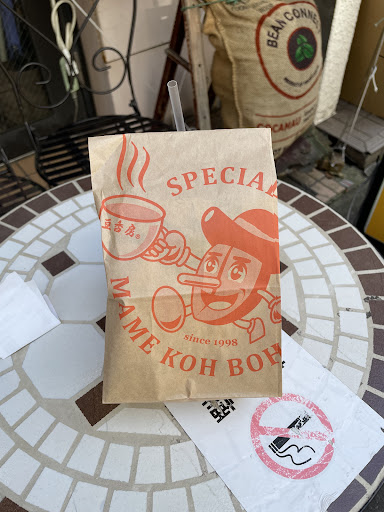 BEAN CONNE
SPECIAL
豆香房
MAME KOH BOH
since 1998